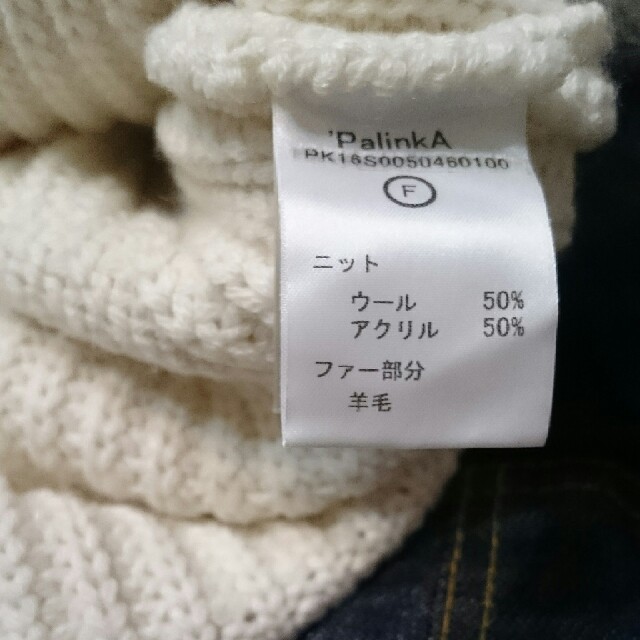 'PalinkA
PK16S0050460100
F
ニット
ウール 50%
アクリル 50%
ファー部分
羊毛